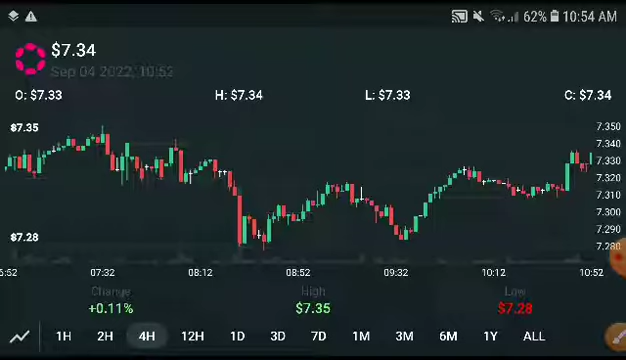 62% 10:54 AM
$7.34
Sep 04 2022, 10:52
O: $7.33 H: $7.34 L: $7.33 C: $7.34
$7.35
7.350
7.340
7.330
7.320
7.310
7.300
7.290
$7.28
7.280
6:52 07:32 08:12 08:52 09:32 10:12 10:52
Change High Low
+0.11% $7.35 $7.28
1H 2H 4H 12H 1D 3D 7D 1M 3M 6M 1Y ALL